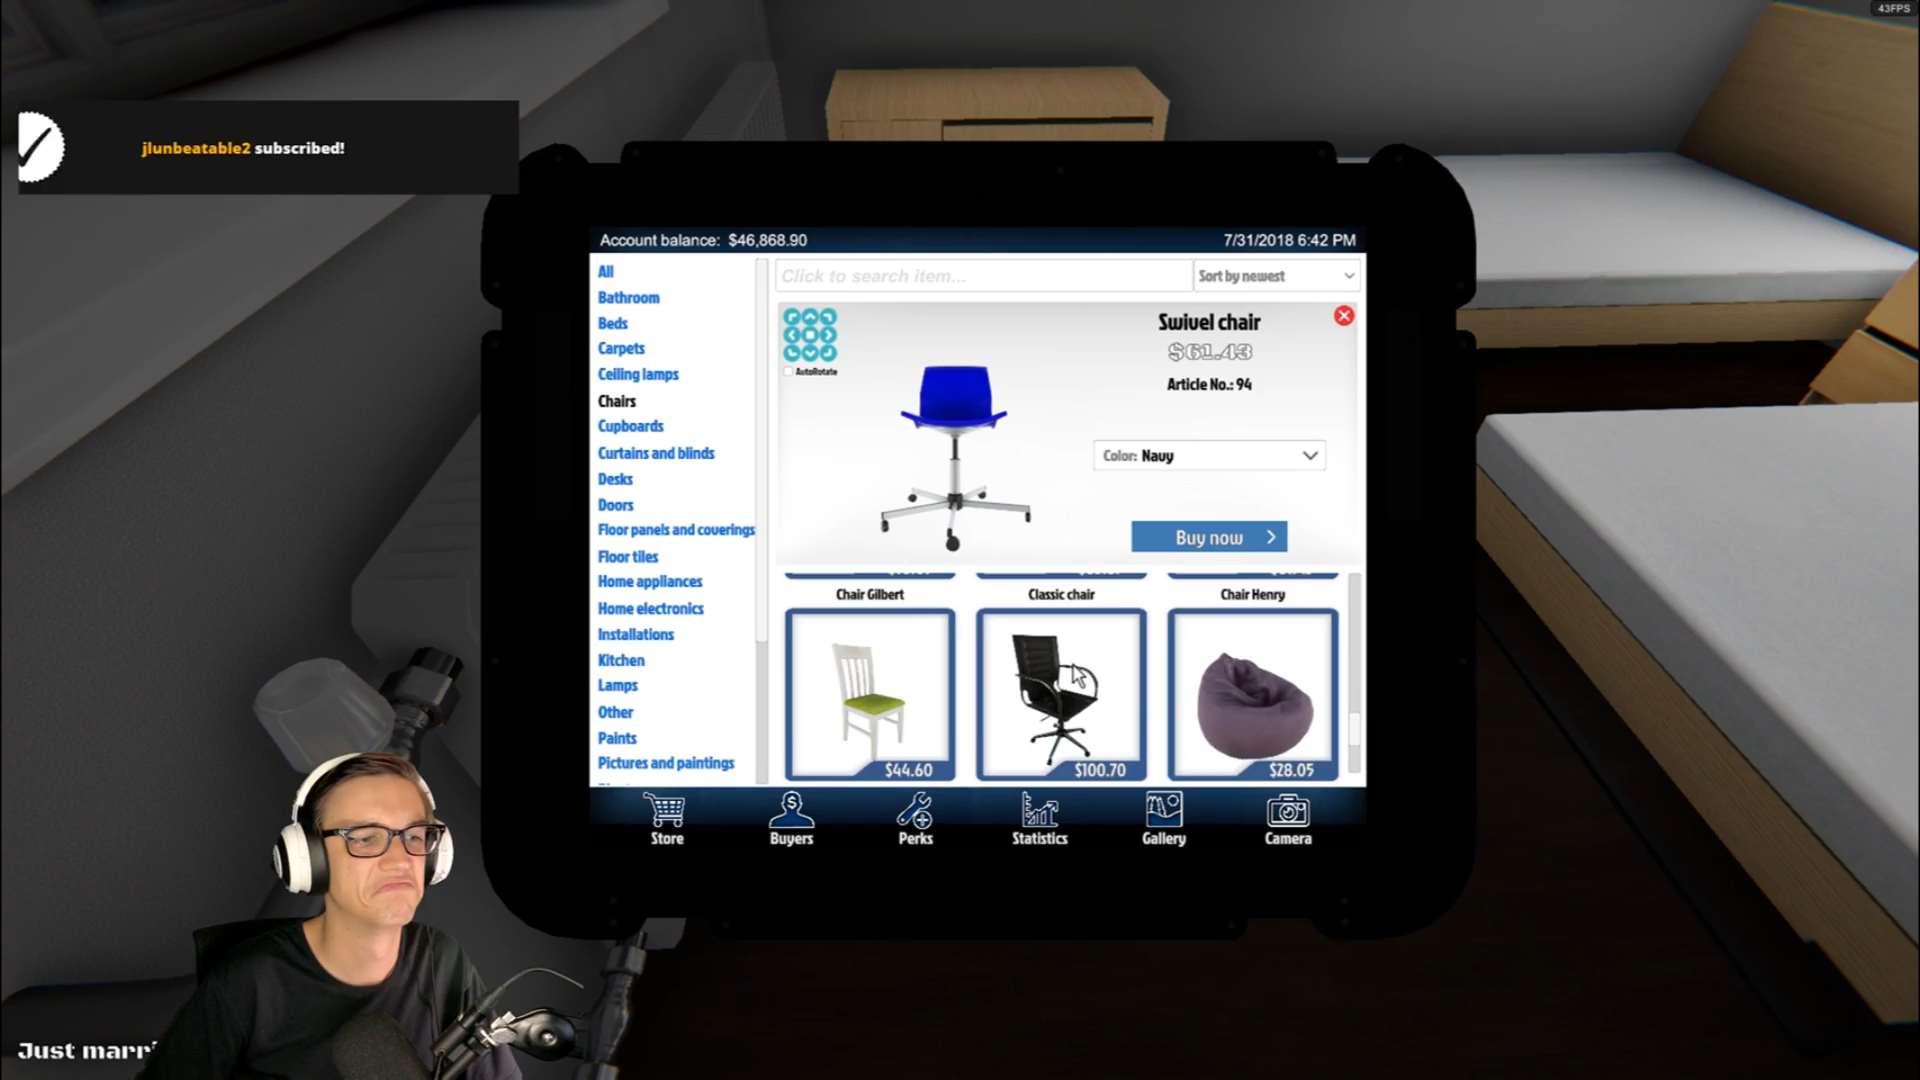 43FPS
jlunbeatable2 subscribed!
Account balance: $46,868.90
7/31/2018 6:42 PM
All
Bathroom
Beds
Carpets
Ceiling lamps
Chairs
Cupboards
Curtains and blinds
Desks
Doors
Floor panels and coverings
Floor tiles
Home appliances
Home electronics
Installations
Kitchen
Lamps
Other
Paints
Pictures and paintings
Click to search item...
Sort by newest
AutoRotate
Swivel chair
$61.43
Article No.: 94
Color: Navy
Buy now
Chair Gilbert
Classic chair
Chair Henry
$44.60
$100.70
$28.05
Store
Buyers
Perks
Statistics
Gallery
Camera
Just marri